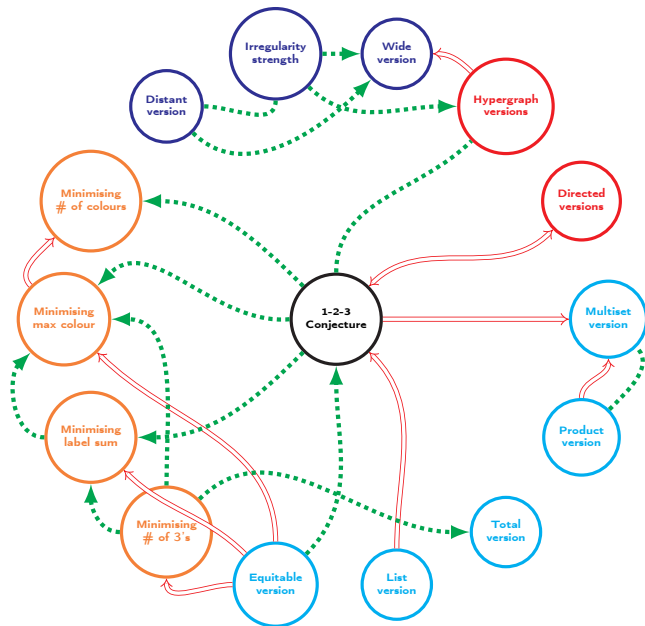 Irregularity
strength
Wide
version
Distant
version
Hypergraph
versions
Minimising
# of colours
Directed
versions
Minimising
max colour
1-2-3
Conjecture
Multiset
version
Minimising
label sum
Product
version
Minimising
# of 3's
Total
version
Equitable
version
List
version